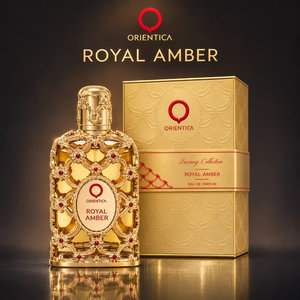 ORIENTICA
ROYAL AMBER
ORIENTICA
ROYAL
AMBER
ORIENTICA
Luxury Collection
ROYAL AMBER
EAU DE PARFUM